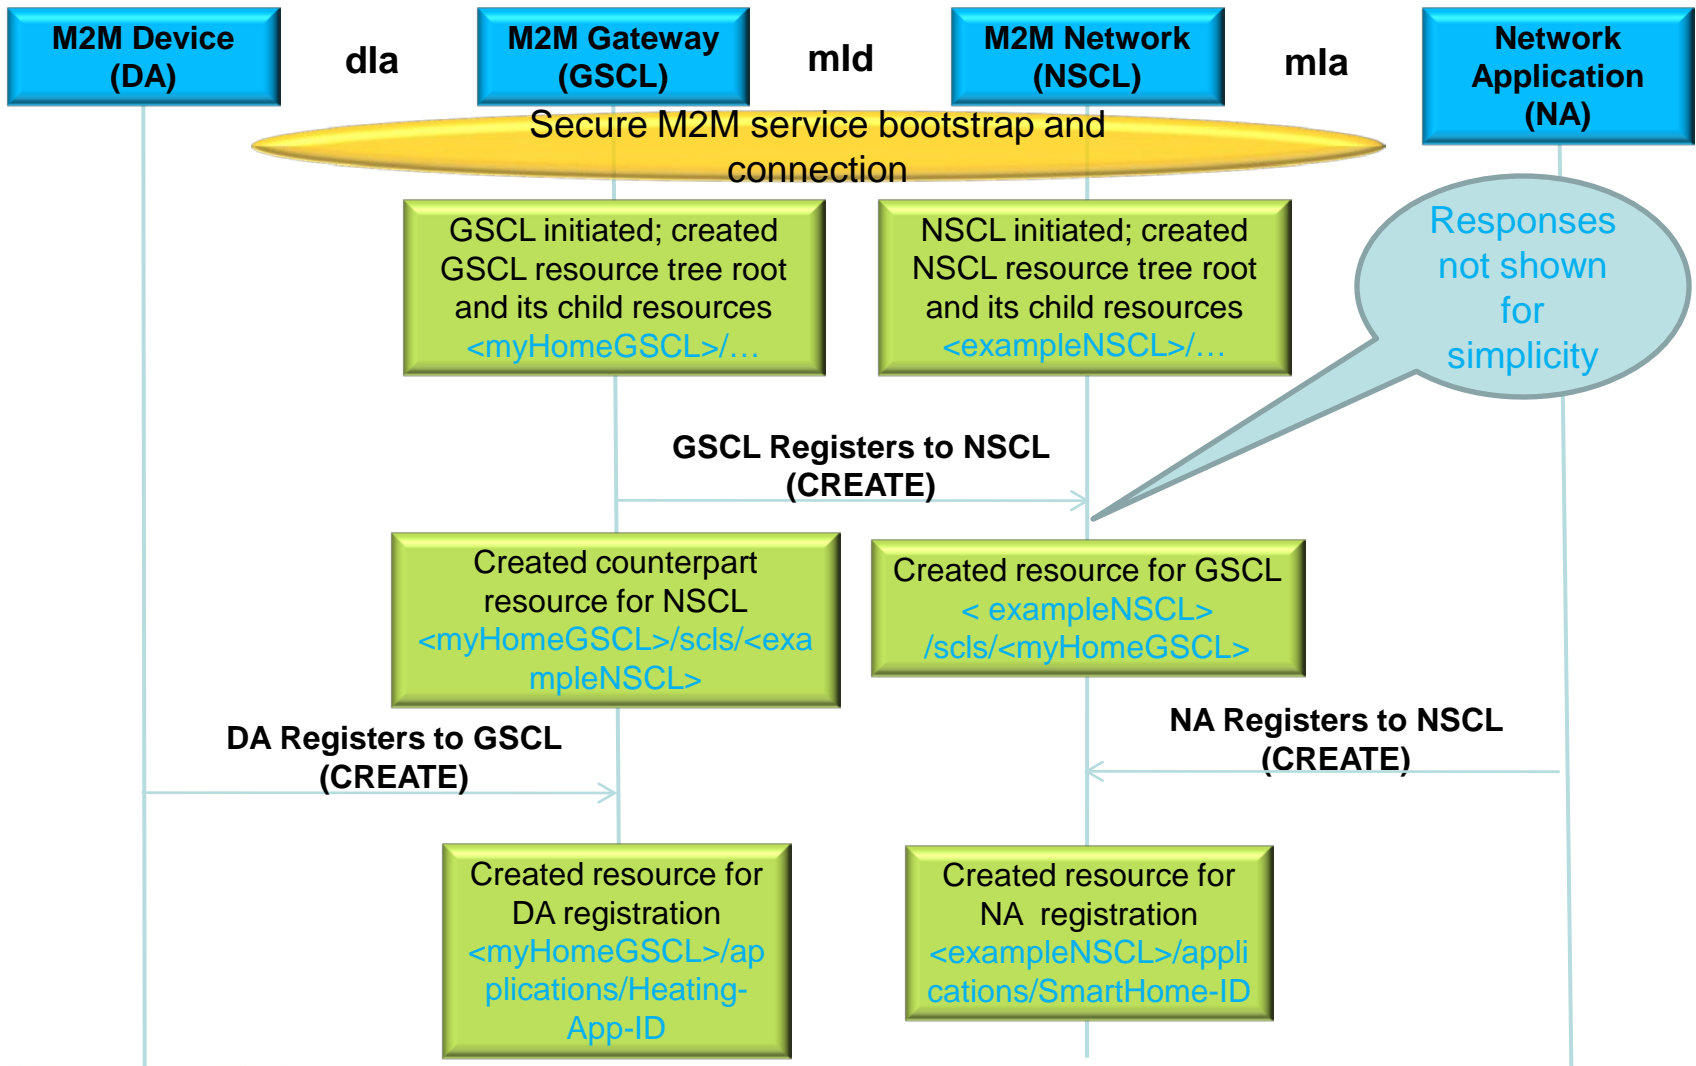 M2M Device
(DA)
dIa
M2M Gateway
(GSCL)
mId
M2M Network
(NSCL)
mIa
Network
Application
(NA)
Secure M2M service bootstrap and
connection
GSCL initiated; created
GSCL resource tree root
and its child resources
<myHomeGSCL>/…
NSCL initiated; created
NSCL resource tree root
and its child resources
<exampleNSCL>/…
Responses
not shown
for
simplicity
GSCL Registers to NSCL
(CREATE)
Created counterpart
resource for NSCL
<myHomeGSCL>/scls/<exa
mpleNSCL>
Created resource for GSCL
< exampleNSCL>
/scls/<myHomeGSCL>
DA Registers to GSCL
(CREATE)
NA Registers to NSCL
(CREATE)
Created resource for
DA registration
<myHomeGSCL>/ap
plications/Heating-
App-ID
Created resource for
NA  registration
<exampleNSCL>/appli
cations/SmartHome-ID